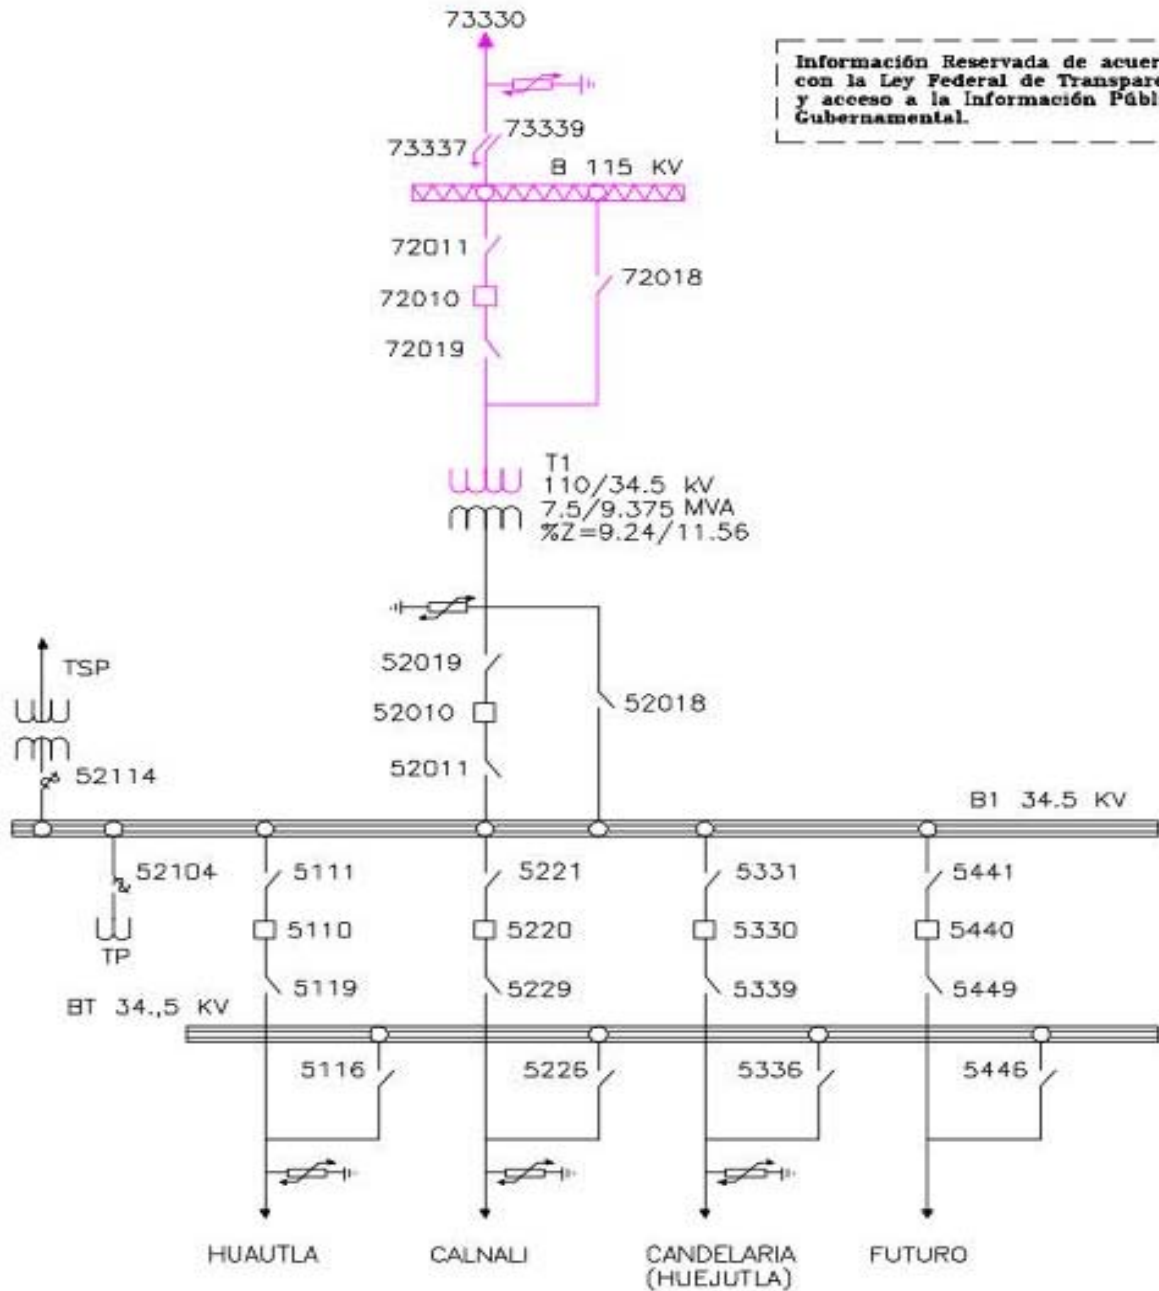 73330
Información Reservada de acuer
con la Ley Federal de Transpare
y acceso a la Información Públi
Gubernamental.
73339
73337
B 115 KV
72011
72018
72010
72019
T1
110/34.5 kV
7.5/9.375 MVA
%Z=9.24/11.56
TSP
52019
52018
52010
52114
52011
B1 34.5 KV
52104
5111
5221
5331
5441
5110
5220
5330
5440
TP
5119
5229
5339
5449
BT 34.,5 KV
5116
5226
5336
5446
HUAUTLA
CALNALI
CANDELARIA
(HUEJUTLA)
FUTURO